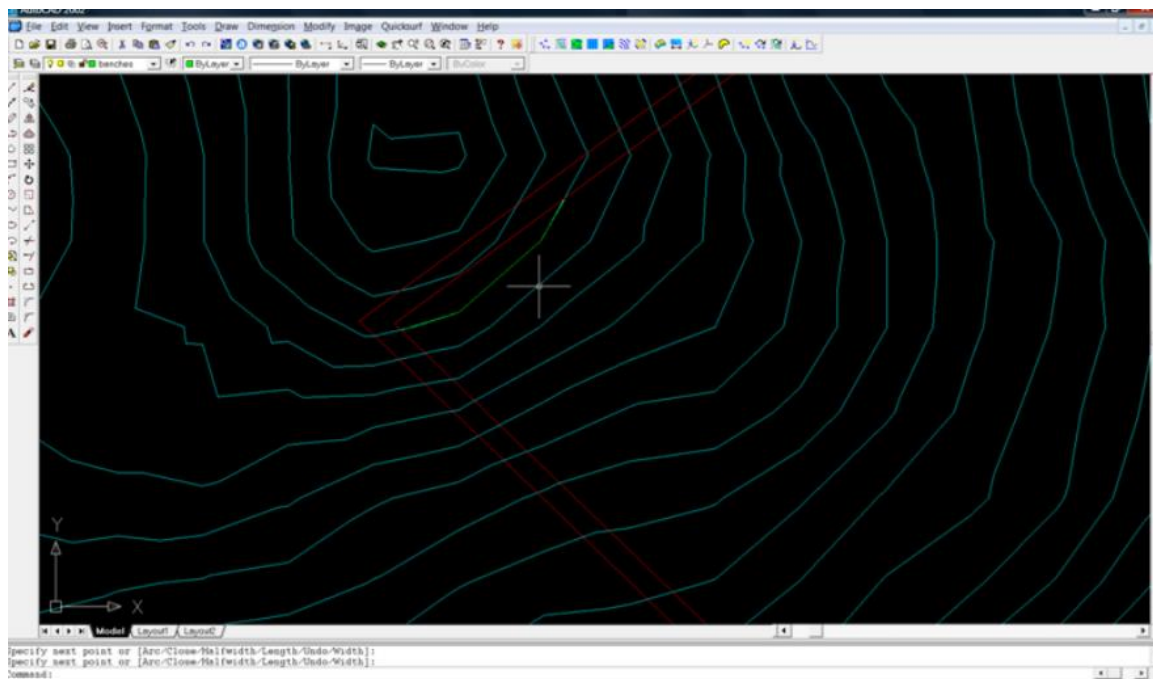 AutoCAD 2002
File Edit View Insert Format Tools Draw Dimension Modify Image Quicksurf Window Help
benches ByLayer ByLayer ByLayer ByColor
Y
X
Model Layout1 Layout2
Specify next point or [Arc/Close/Halfwidth/Length/Undo/Width]:
Specify next point or [Arc/Close/Halfwidth/Length/Undo/Width]:
Command: